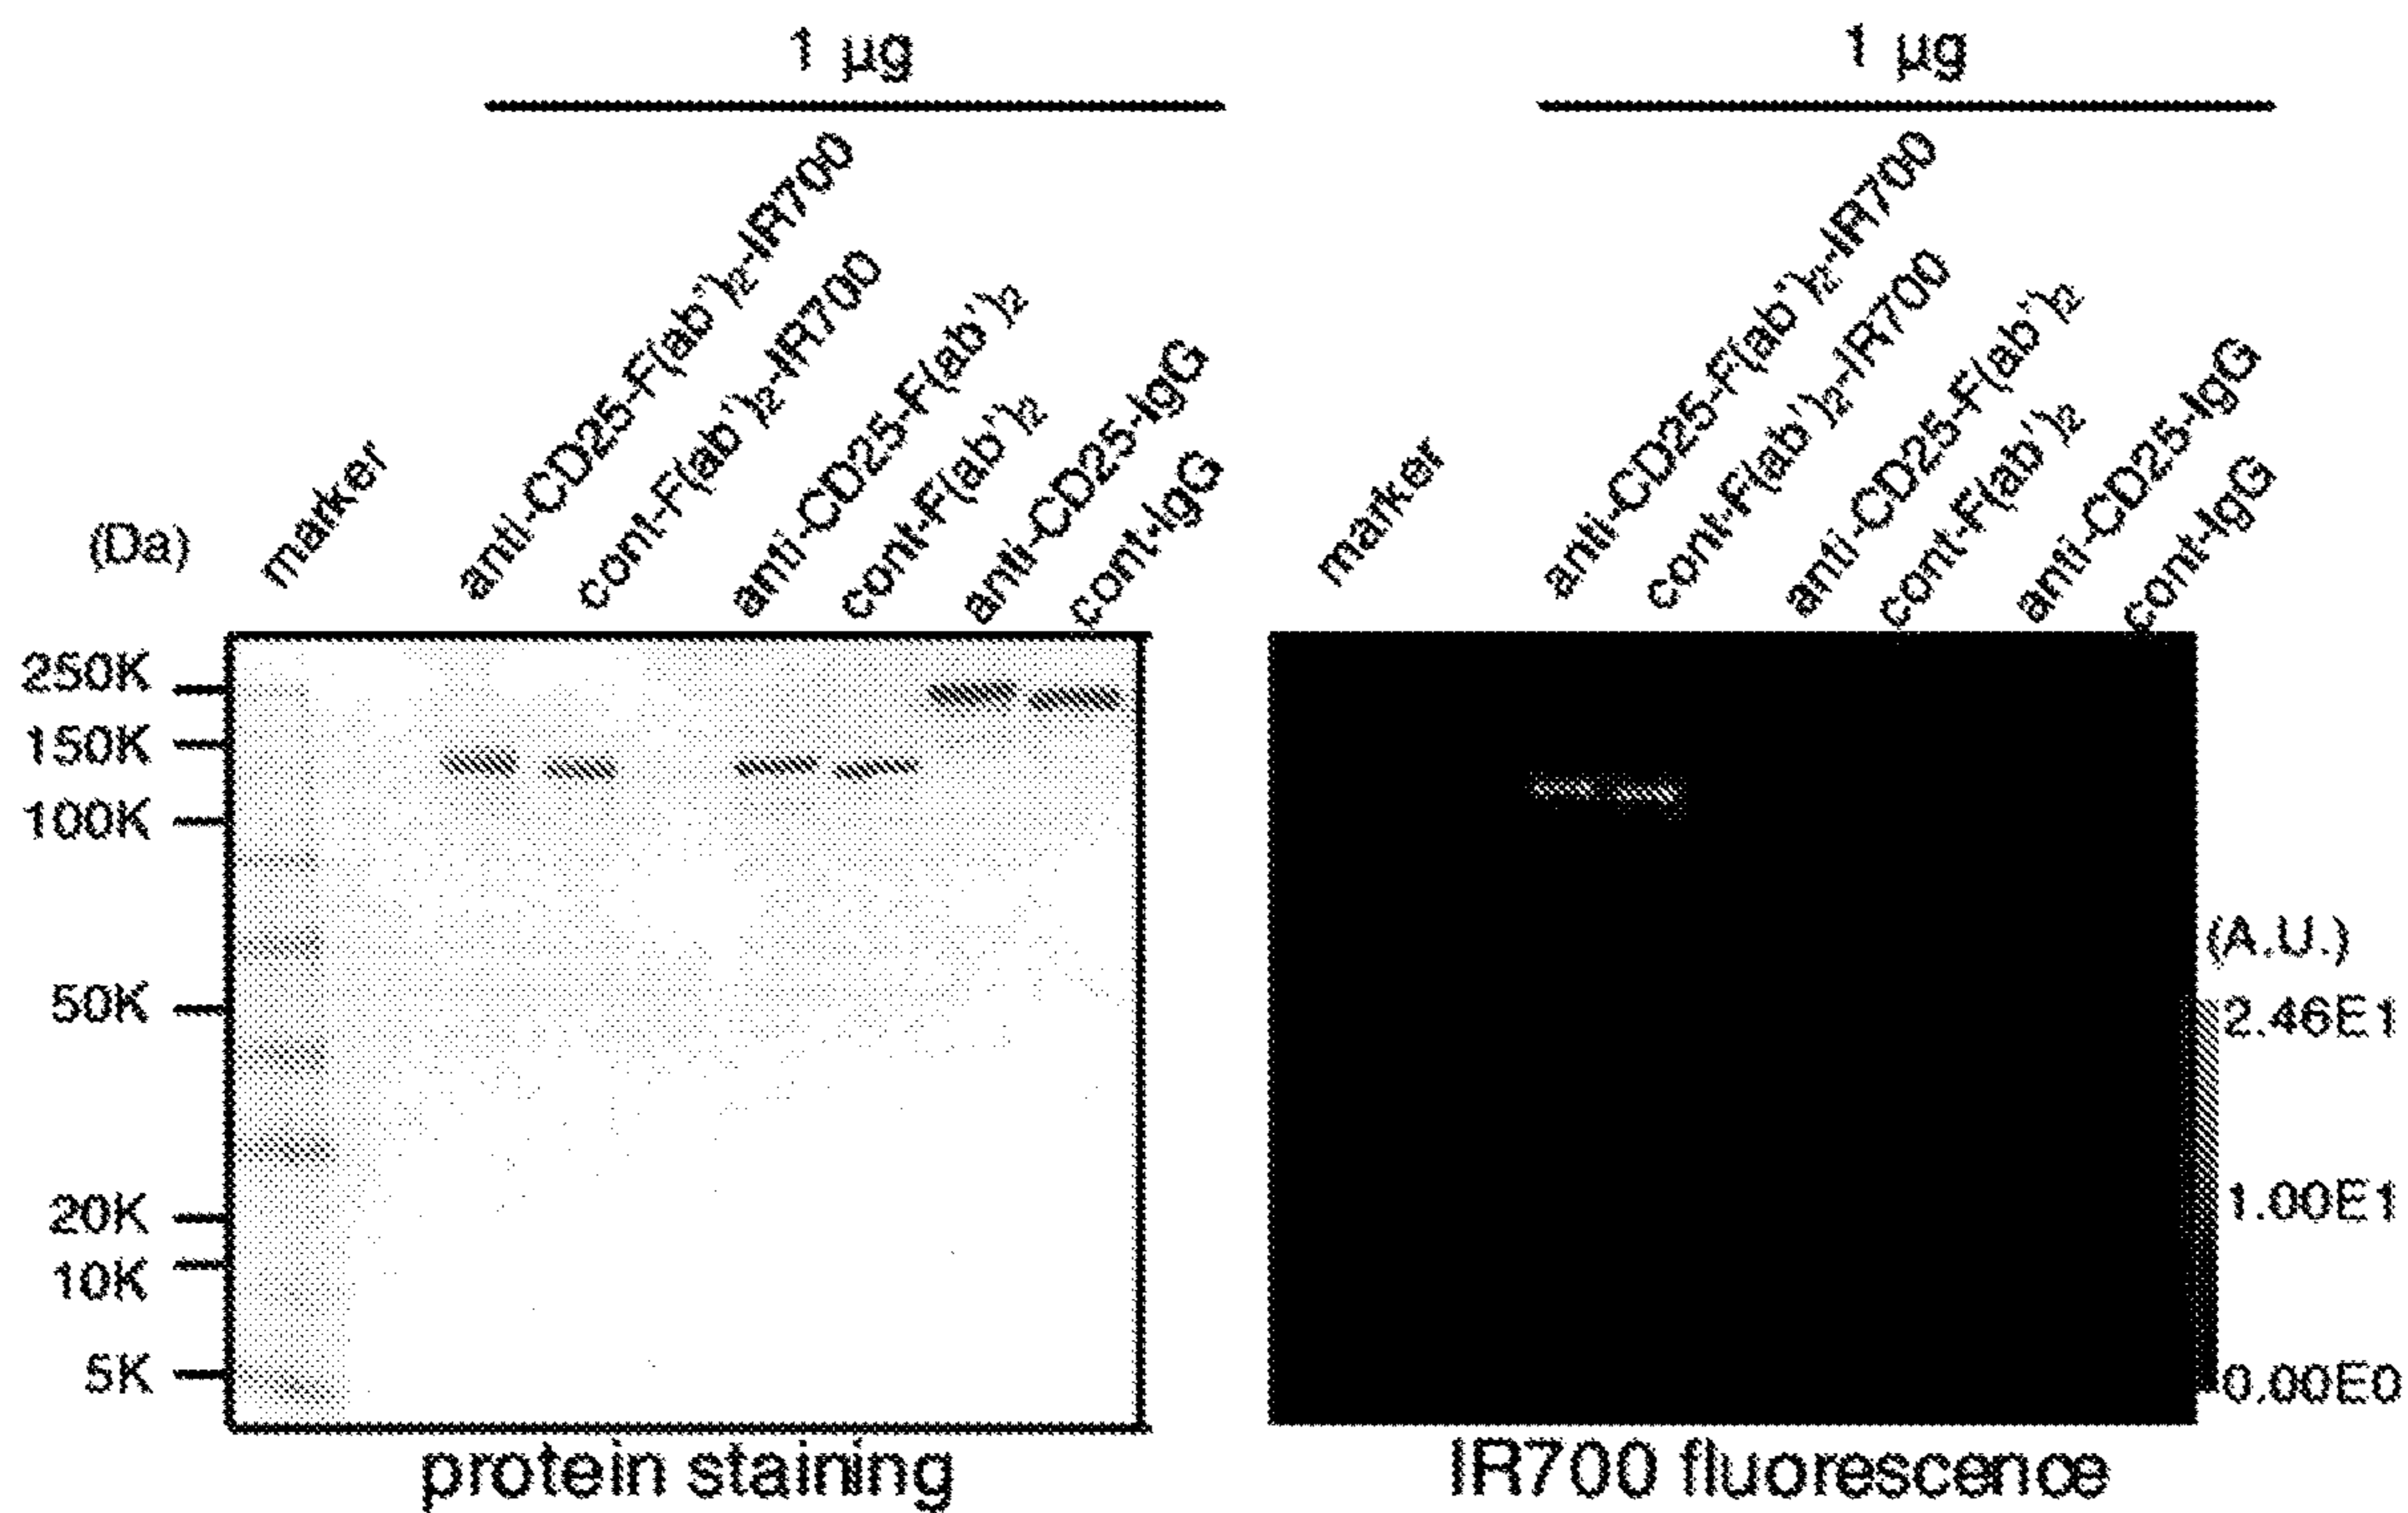 1 µg
1 µg
(Da)
marker
anti-CD25-F(ab')₂-IR700
cont-F(ab')₂-IR700
anti-CD25-F(ab')₂
cont-F(ab')₂
anti-CD25-IgG
cont-IgG
marker
anti-CD25-F(ab')₂-IR700
cont-F(ab')₂-IR700
anti-CD25-F(ab')₂
cont-F(ab')₂
anti-CD25-IgG
cont-IgG
250K
150K
100K
50K
20K
10K
5K
(A.U.)
2.46E1
1.00E1
0.00E0
protein staining
IR700 fluorescence